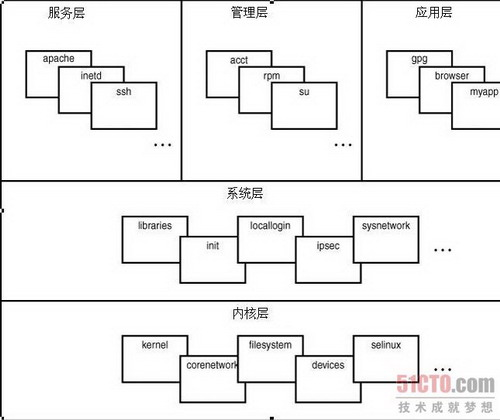 服务层 管理层 应用层
apache acct gpg
inetd rpm browser
ssh su myapp
系统层
libraries locallogin sysnetwork
init ipsec
内核层
kernel filesystem selinux
corenetwork devices
51CTO.com
技术成就梦想